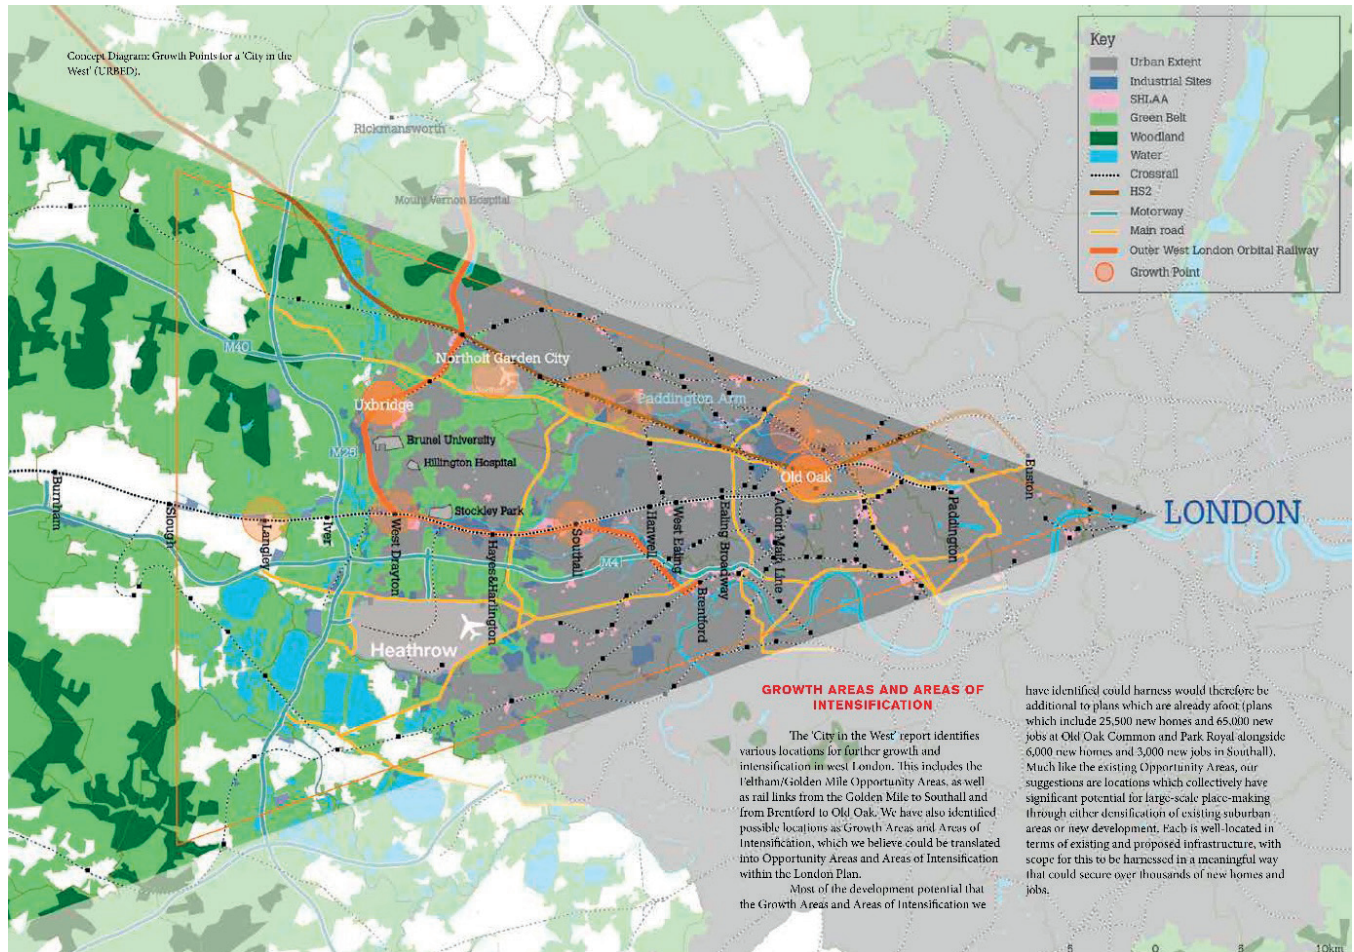 Concept Diagram: Growth Points for a 'City in the
West' (URBED).
Key
Urban Extent
Industrial Sites
SHLAA
Green Belt
Woodland
Water
Crossrail
HS2
Motorway
Main road
Outer West London Orbital Railway
Growth Point
Rickmansworth
Mount Vernon Hospital
M40
Northolt Garden City
Uxbridge
Paddington Arm
M25
Brunel University
Hillington Hospital
Old Oak
Stockley Park
Burnham
Slough
Langley
Iver
West Drayton
Hayes&Harlington
Southall
Hanwell
West Ealing
Ealing Broadway
Acton Main Line
Paddington
Euston
LONDON
M4
Brentford
Heathrow
GROWTH AREAS AND AREAS OF
INTENSIFICATION
The 'City in the West' report identifies
various locations for further growth and
intensification in west London. This includes the
Feltham/Golden Mile Opportunity Areas, as well
as rail links from the Golden Mile to Southall and
from Brentford to Old Oak. We have also identified
possible locations as Growth Areas and Areas of
Intensification, which we believe could be translated
into Opportunity Areas and Areas of Intensification
within the London Plan.
Most of the development potential that
the Growth Areas and Areas of Intensification we
have identified could harness would therefore be
additional to plans which are already afoot (plans
which include 25,500 new homes and 65,000 new
jobs at Old Oak Common and Park Royal alongside
6,000 new homes and 3,000 new jobs in Southall).
Much like the existing Opportunity Areas, our
suggestions are locations which collectively have
significant potential for large-scale place-making
through either densification of existing suburban
areas or new development. Each is well-located in
terms of existing and proposed infrastructure, with
scope for this to be harnessed in a meaningful way
that could secure over thousands of new homes and
jobs.
5 0 5 10km